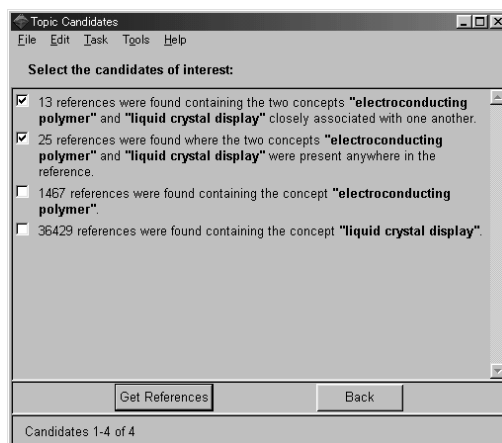 Topic Candidates
File Edit Task Tools Help
Select the candidates of interest:
13 references were found containing the two concepts "electroconducting
polymer" and "liquid crystal display" closely associated with one another.
25 references were found where the two concepts "electroconducting
polymer" and "liquid crystal display" were present anywhere in the
reference.
1467 references were found containing the concept "electroconducting
polymer".
36429 references were found containing the concept "liquid crystal display".
Get References Back
Candidates 1-4 of 4